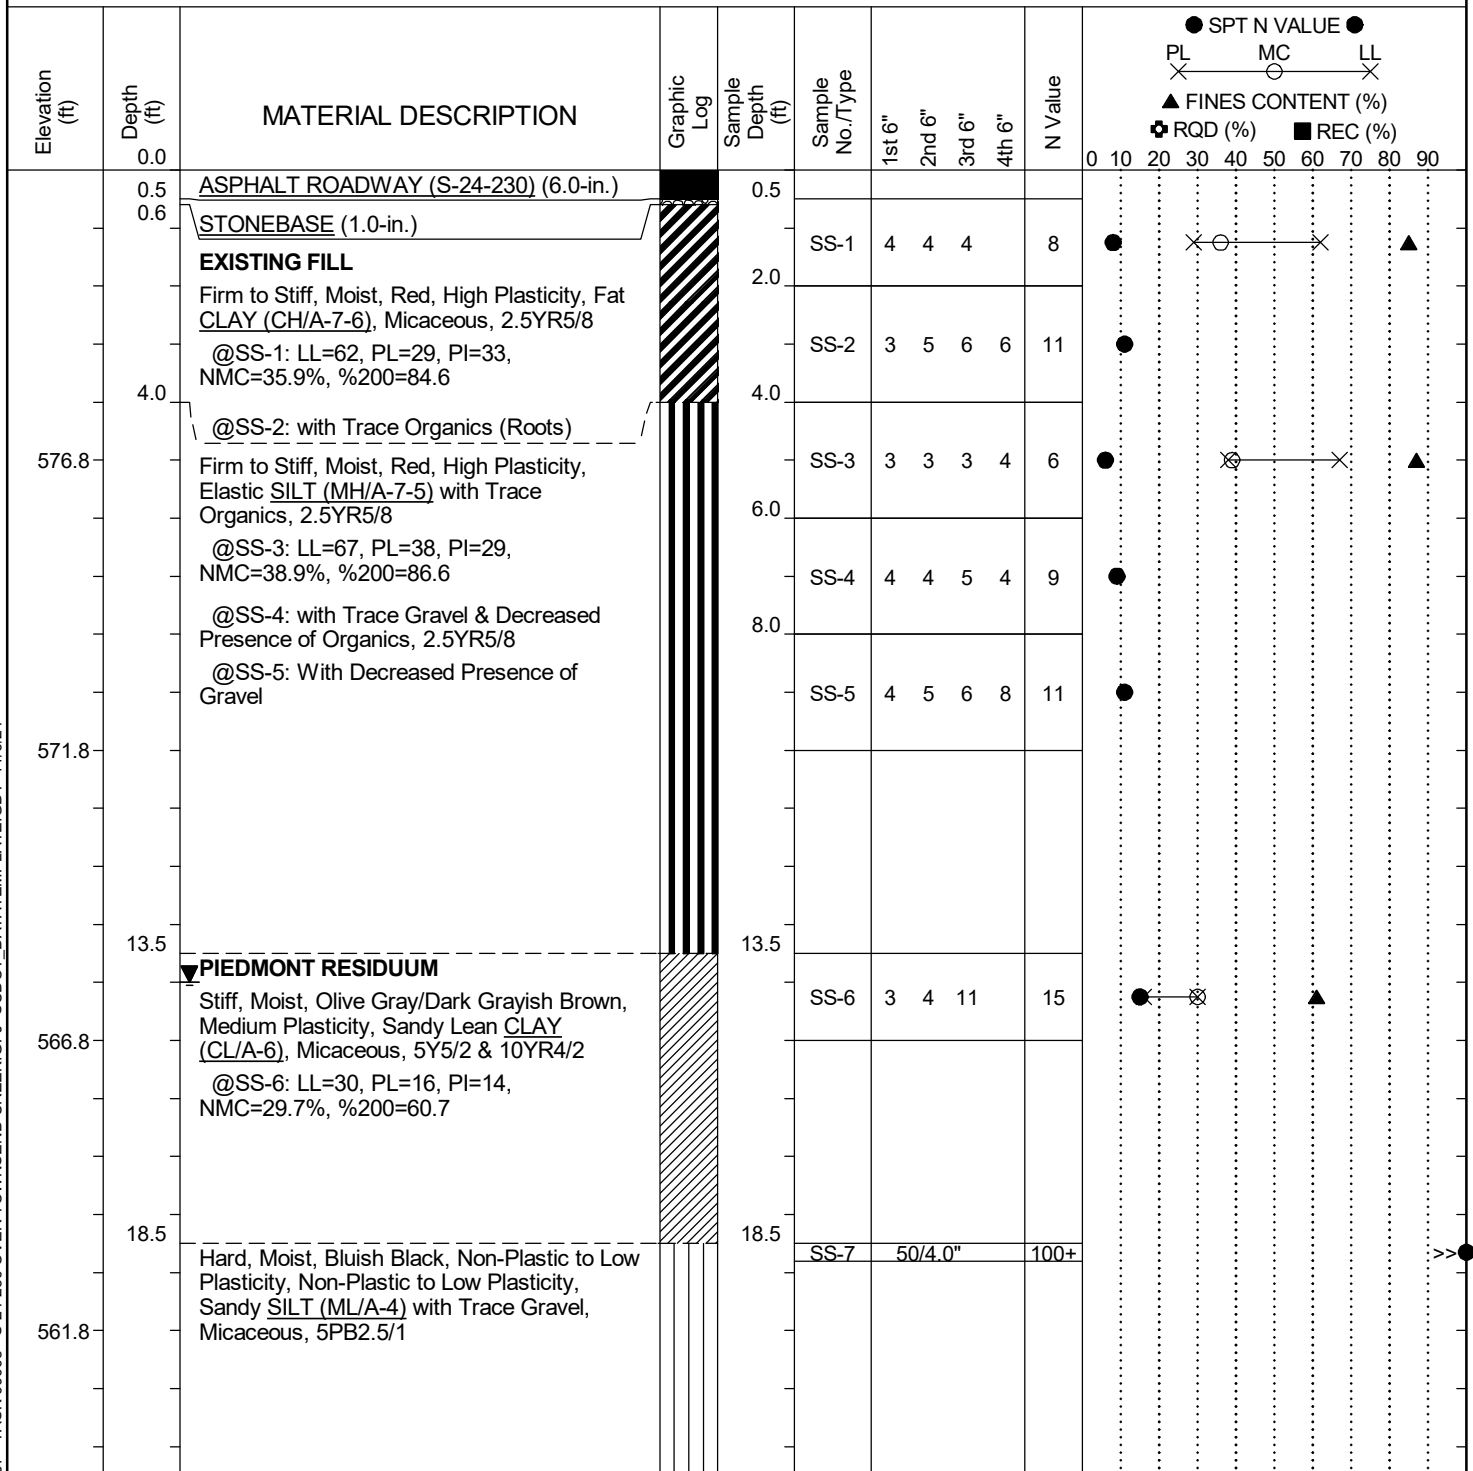 ● SPT N VALUE ●
PL MC LL
▲ FINES CONTENT (%)
RQD (%) ■ REC (%)
Elevation (ft)
Depth (ft)
MATERIAL DESCRIPTION
Graphic Log
Sample Depth (ft)
Sample No./Type
1st 6"
2nd 6"
3rd 6"
4th 6"
N Value
0.0
0 10 20 30 40 50 60 70 80 90
0.5 ASPHALT ROADWAY (S-24-230) (6.0-in.) 0.5
0.6
STONEBASE (1.0-in.)
SS-1 4 4 4 8
EXISTING FILL
2.0
Firm to Stiff, Moist, Red, High Plasticity, Fat
CLAY (CH/A-7-6), Micaceous, 2.5YR5/8
SS-2 3 5 6 6 11
@SS-1: LL=62, PL=29, PI=33,
NMC=35.9%, %200=84.6
4.0 4.0
@SS-2: with Trace Organics (Roots)
576.8
SS-3 3 3 3 4 6
Firm to Stiff, Moist, Red, High Plasticity,
Elastic SILT (MH/A-7-5) with Trace
Organics, 2.5YR5/8
6.0
@SS-3: LL=67, PL=38, PI=29,
NMC=38.9%, %200=86.6
SS-4 4 4 5 4 9
@SS-4: with Trace Gravel & Decreased
Presence of Organics, 2.5YR5/8
8.0
@SS-5: With Decreased Presence of
Gravel
SS-5 4 5 6 8 11
571.8
13.5 13.5
PIEDMONT RESIDUUM
Stiff, Moist, Olive Gray/Dark Grayish Brown,
SS-6 3 4 11 15
Medium Plasticity, Sandy Lean CLAY
(CL/A-6), Micaceous, 5Y5/2 & 10YR4/2
566.8
@SS-6: LL=30, PL=16, PI=14,
NMC=29.7%, %200=60.7
18.5 18.5
SS-7 50/4.0" 100+ >>
Hard, Moist, Bluish Black, Non-Plastic to Low
Plasticity, Non-Plastic to Low Plasticity,
Sandy SILT (ML/A-4) with Trace Gravel,
Micaceous, 5PB2.5/1
561.8